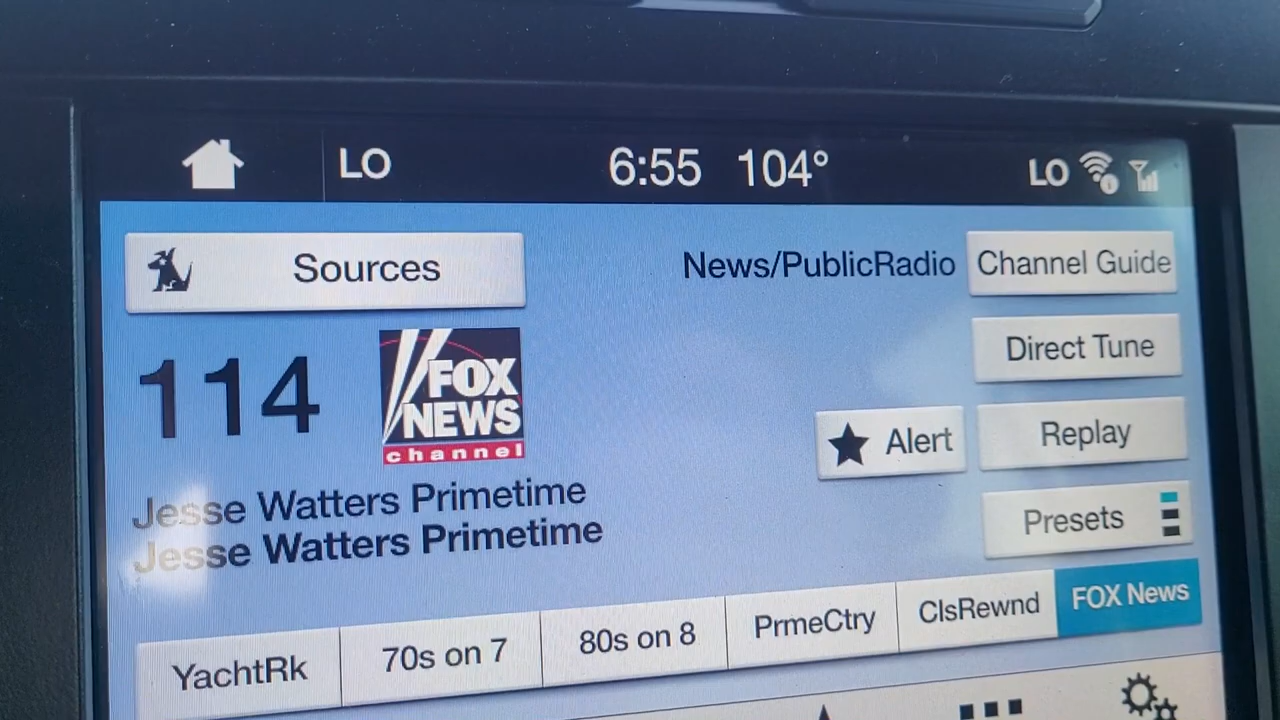 LO 6:55 104° LO
Sources
News/PublicRadio
Channel Guide
114
FOX
NEWS
channel
Direct Tune
Alert
Replay
Jesse Watters Primetime
Jesse Watters Primetime
Presets
YachtRk
70s on 7
80s on 8
PrmeCtry
ClsRewnd
FOX News